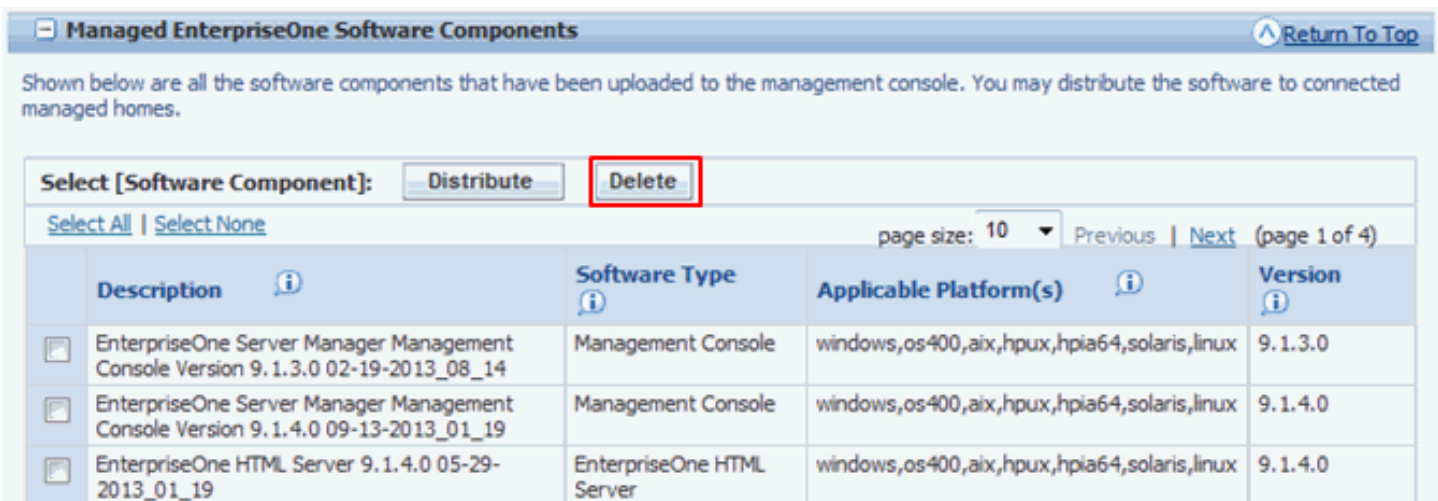 Managed EnterpriseOne Software Components
Return To Top
Shown below are all the software components that have been uploaded to the management console. You may distribute the software to connected
managed homes.
Select [Software Component]: Distribute Delete
Select All | Select None
page size: 10 Previous | Next (page 1 of 4)
Description Software Type Applicable Platform(s) Version
EnterpriseOne Server Manager Management Management Console windows,os400,aix,hpux,hpia64,solaris,linux 9.1.3.0
Console Version 9.1.3.0 02-19-2013_08_14
EnterpriseOne Server Manager Management Management Console windows,os400,aix,hpux,hpia64,solaris,linux 9.1.4.0
Console Version 9.1.4.0 09-13-2013_01_19
EnterpriseOne HTML Server 9.1.4.0 05-29- EnterpriseOne HTML windows,os400,aix,hpux,hpia64,solaris,linux 9.1.4.0
2013_01_19 Server